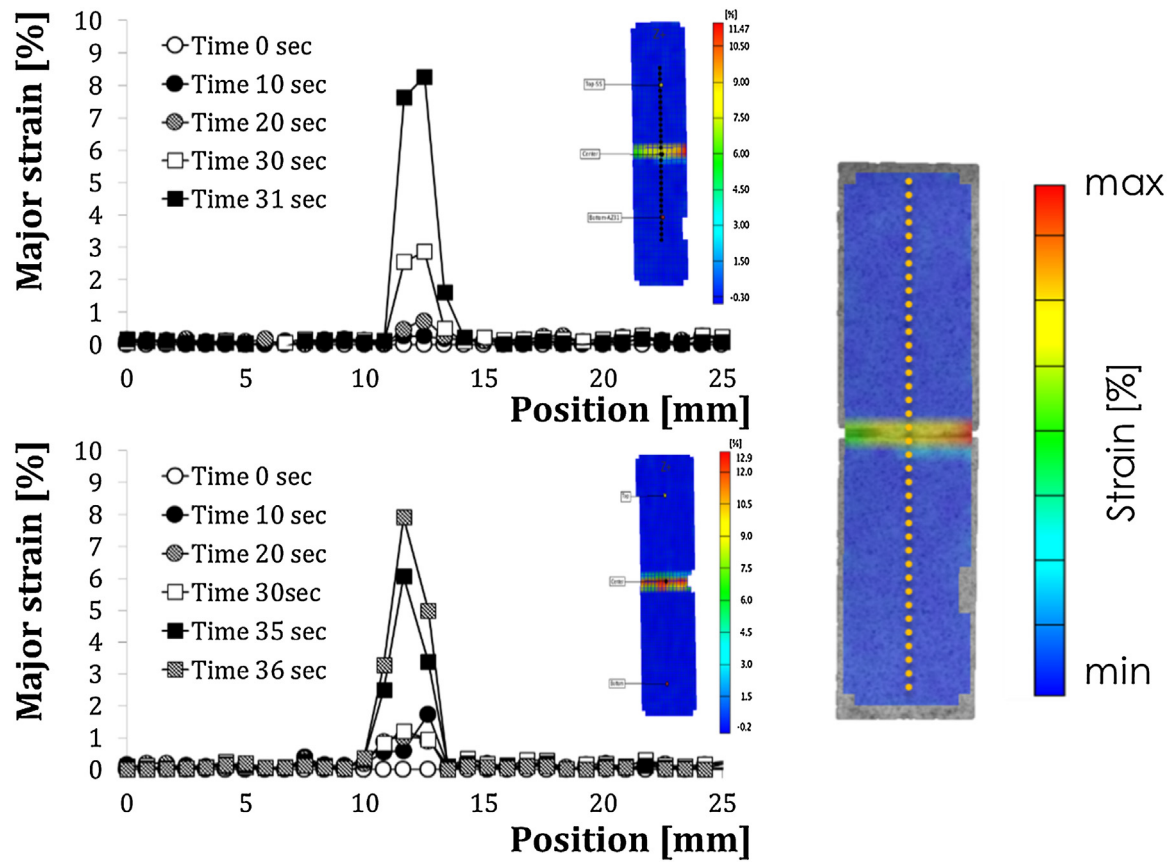 Major strain [%]
10
9
8
7
6
5
4
3
2
1
0
Time 0 sec
Time 10 sec
Time 20 sec
Time 30 sec
Time 31 sec
0 5 10 15 20 25
Position [mm]
[%]
11.47
10.50
9.00
7.50
6.00
4.50
3.00
1.50
-0.30
Top SS
Center
Bottom AZ31
Major strain [%]
10
9
8
7
6
5
4
3
2
1
0
Time 0 sec
Time 10 sec
Time 20 sec
Time 30sec
Time 35 sec
Time 36 sec
0 5 10 15 20 25
Position [mm]
[%]
12.9
12.0
10.5
9.0
7.5
6.0
4.5
3.0
1.5
-0.2
Top
Center
Bottom
max
Strain [%]
min